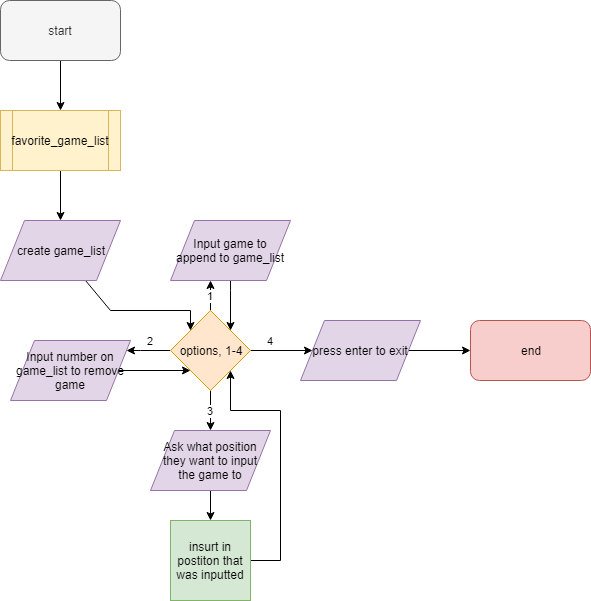 start
favorite_game_list
create game_list
Input game to
append to game_list
1
options, 1-4
2
Input number on
game_list to remove
game
4
press enter to exit
end
3
Ask what position
they want to input
the game to
insurt in
postiton that
was inputted